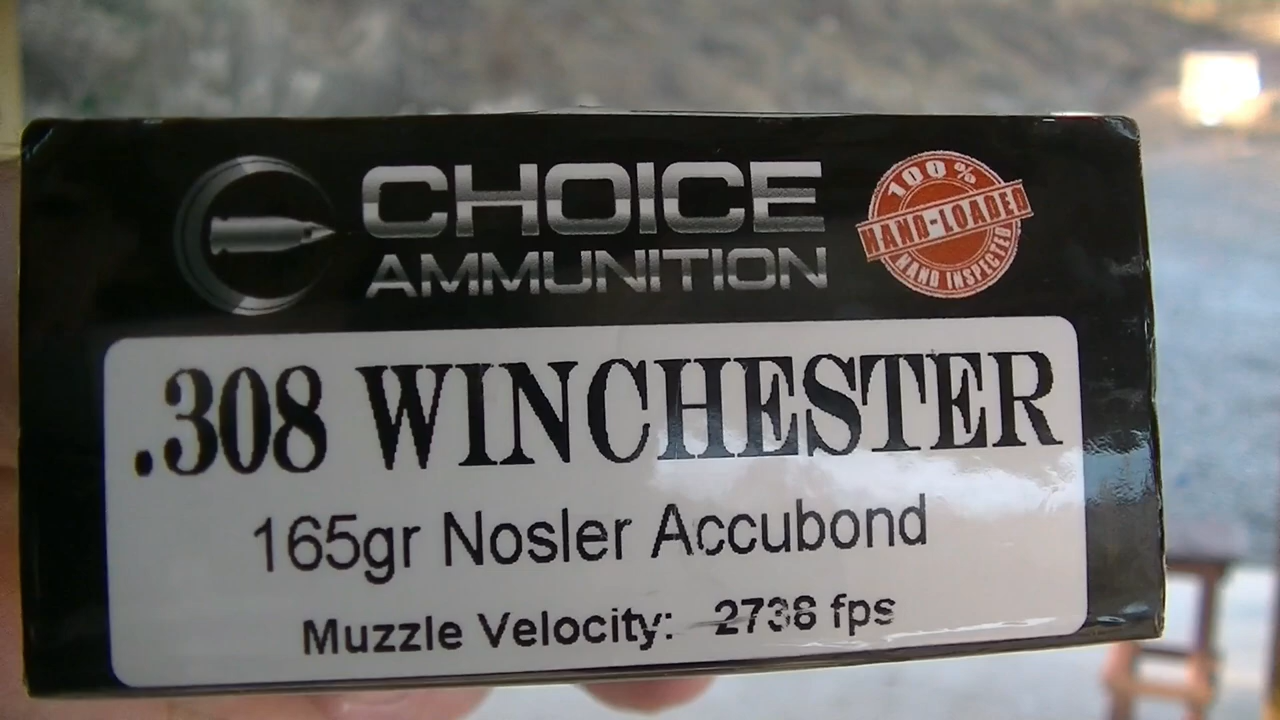 CHOICE
AMMUNITION
100%
HAND-LOADED
HAND INSPECTED
.308 WINCHESTER
165gr Nosler Accubond
Muzzle Velocity: 2738 fps